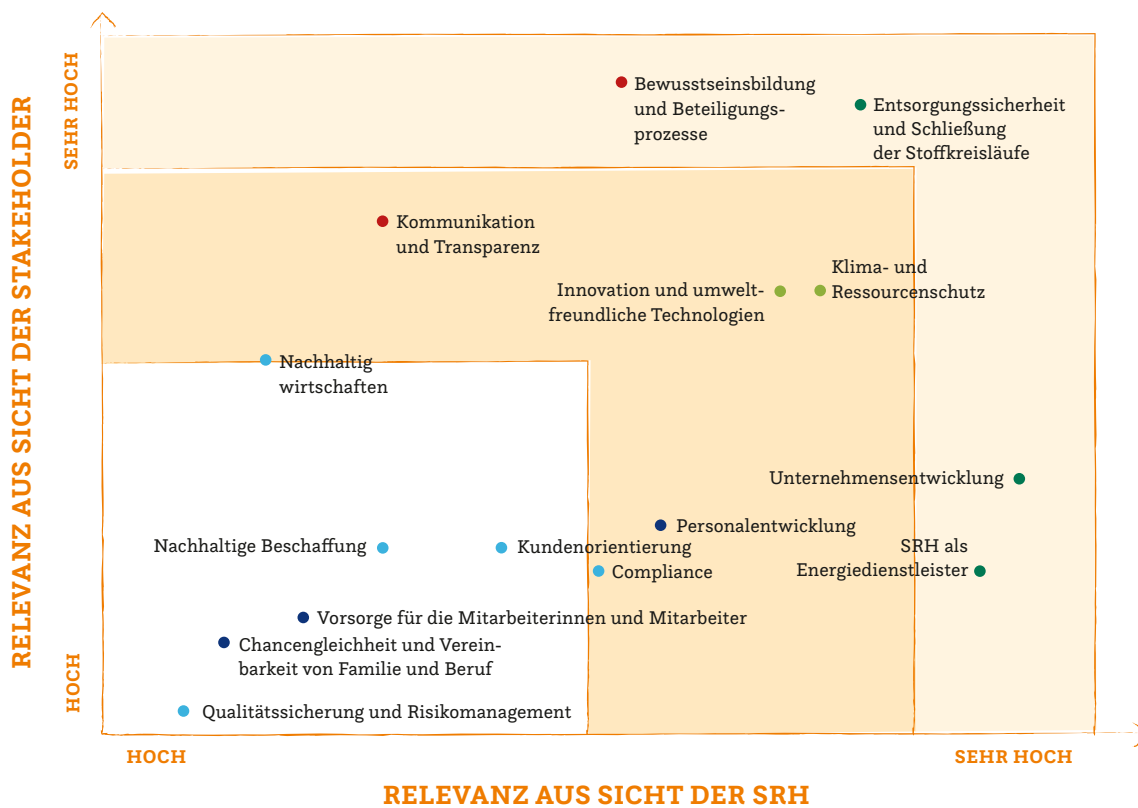 RELEVANZ AUS SICHT DER STAKEHOLDER
SEHR HOCH
HOCH
Bewusstseinsbildung
und Beteiligungs-
prozesse
Entsorgungssicherheit
und Schließung
der Stoffkreisläufe
Kommunikation
und Transparenz
Innovation und umwelt-
freundliche Technologien
Klima- und
Ressourcenschutz
Nachhaltig
wirtschaften
Unternehmensentwicklung
Personalentwicklung
Nachhaltige Beschaffung
Kundenorientierung
SRH als
Energiedienstleister
Compliance
Vorsorge für die Mitarbeiterinnen und Mitarbeiter
Chancengleichheit und Verein-
barkeit von Familie und Beruf
Qualitätssicherung und Risikomanagement
HOCH
SEHR HOCH
RELEVANZ AUS SICHT DER SRH